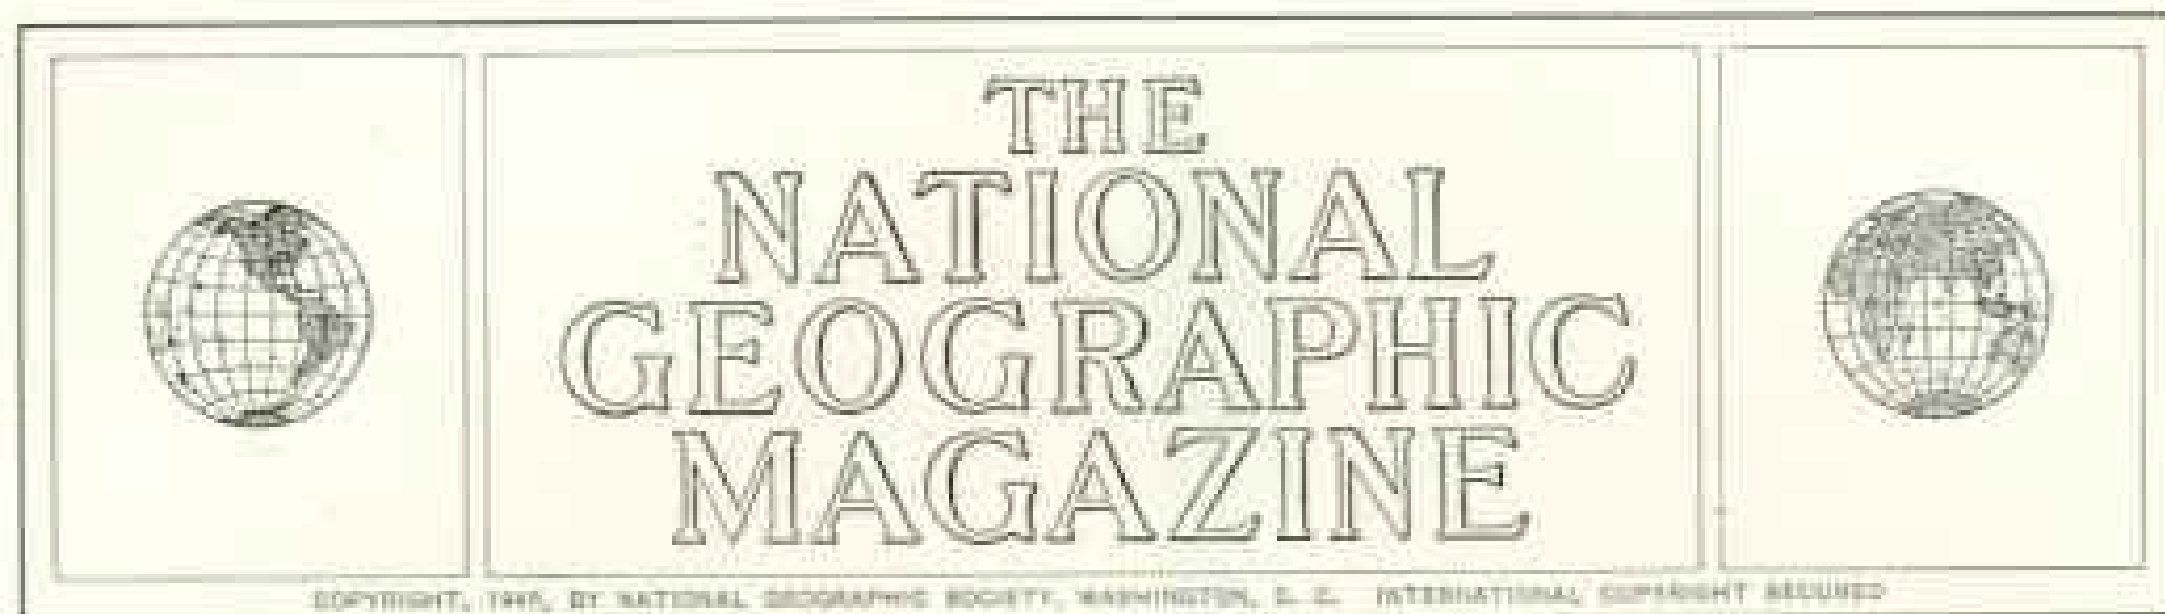 THE
NATIONAL
GEOGRAPHIC
MAGAZINE
COPYRIGHT, BY NATIONAL GEOGRAPHIC SOCIETY, WASHINGTON, D. C. INTERNATIONAL COPYRIGHT SECURED